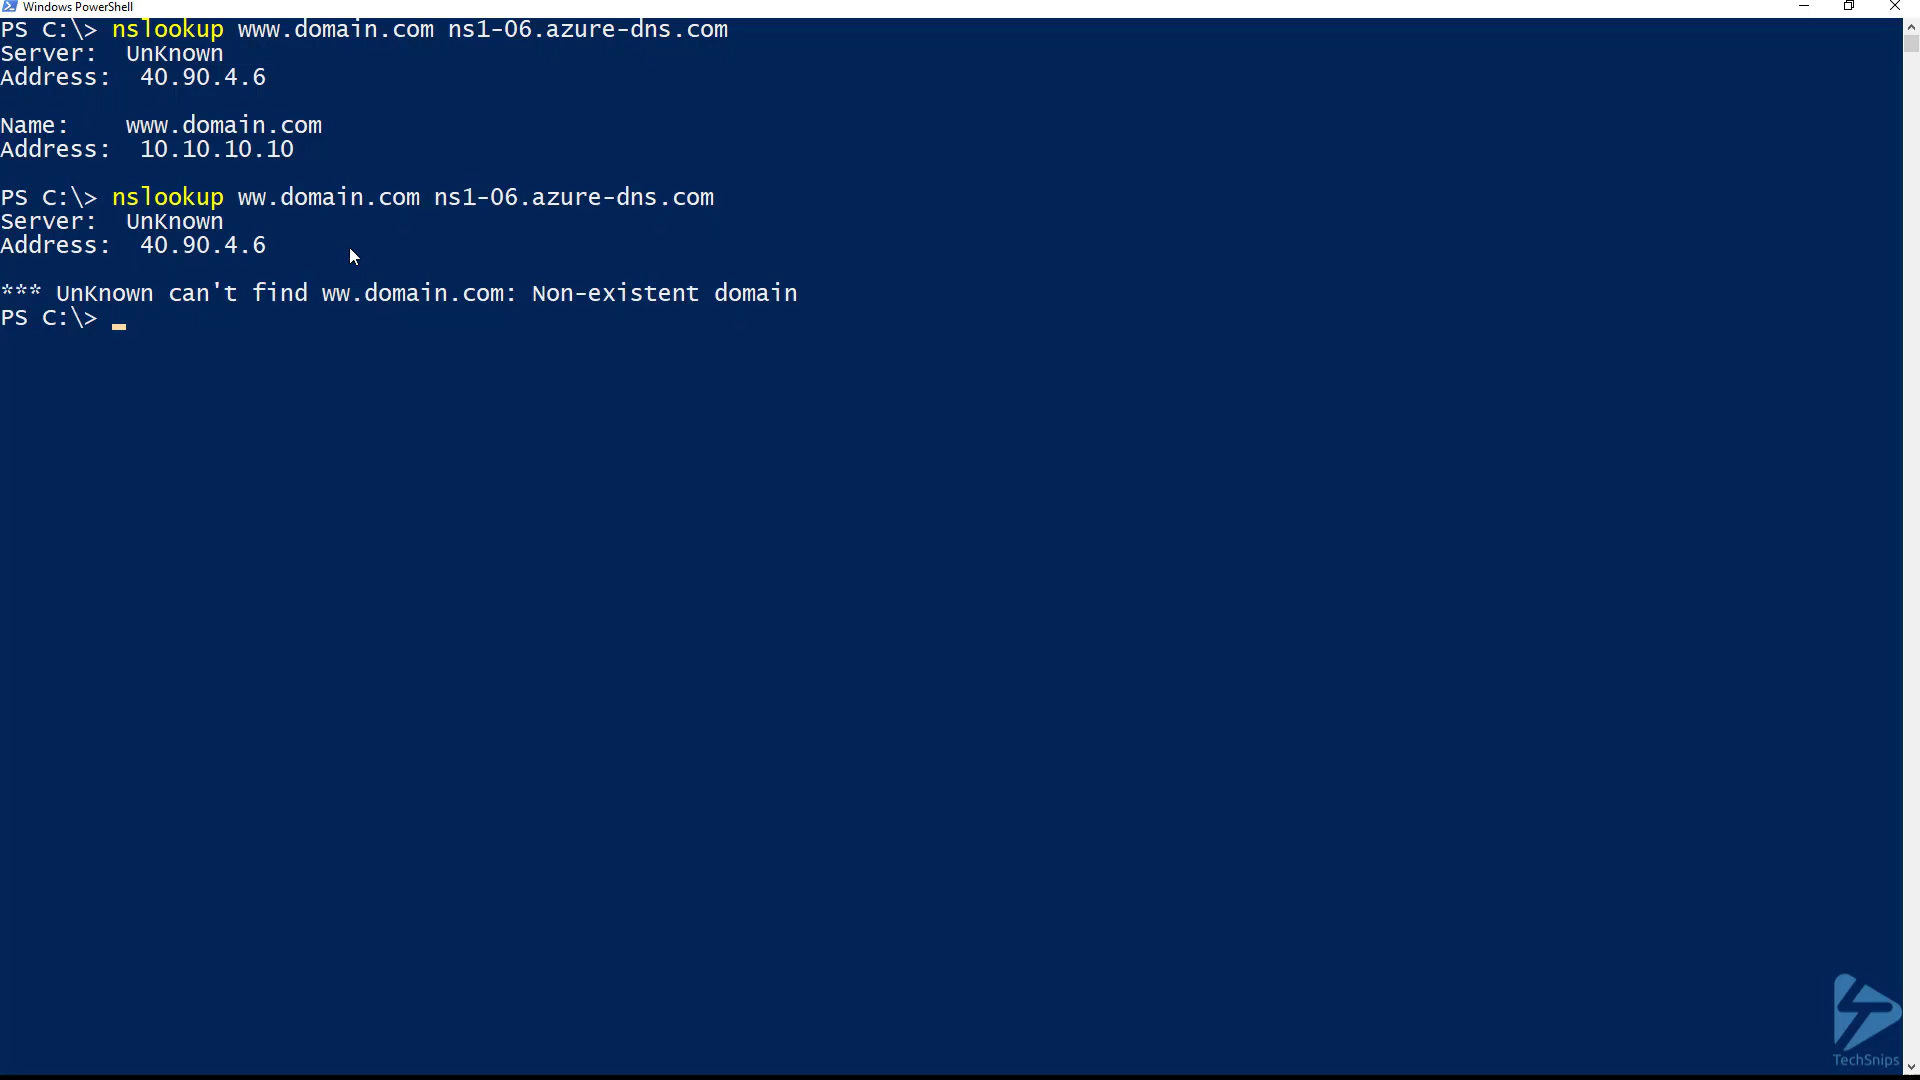 Windows PowerShell
PS C:\> nslookup www.domain.com ns1-06.azure-dns.com
Server:  UnKnown
Address:  40.90.4.6
Name:    www.domain.com
Address:  10.10.10.10
PS C:\> nslookup ww.domain.com ns1-06.azure-dns.com
Server:  UnKnown
Address:  40.90.4.6
*** UnKnown can't find ww.domain.com: Non-existent domain
PS C:\>
TechSnips